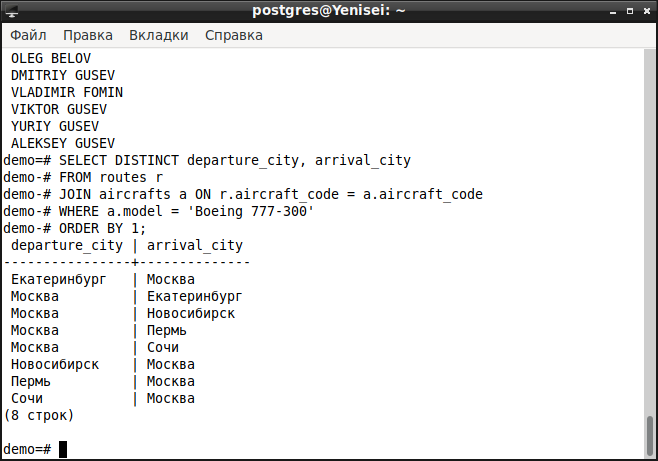 postgres@Yenisei: ~
Файл Правка Вкладки Справка
OLEG BELOV
DMITRIY GUSEV
VLADIMIR FOMIN
VIKTOR GUSEV
YURIY GUSEV
ALEKSEY GUSEV
demo=# SELECT DISTINCT departure_city, arrival_city
demo-# FROM routes r
demo-# JOIN aircrafts a ON r.aircraft_code = a.aircraft_code
demo-# WHERE a.model = 'Boeing 777-300'
demo-# ORDER BY 1;
departure_city | arrival_city
----------------+--------------
Екатеринбург | Москва
Москва | Екатеринбург
Москва | Новосибирск
Москва | Пермь
Москва | Сочи
Новосибирск | Москва
Пермь | Москва
Сочи | Москва
(8 строк)
demo=#